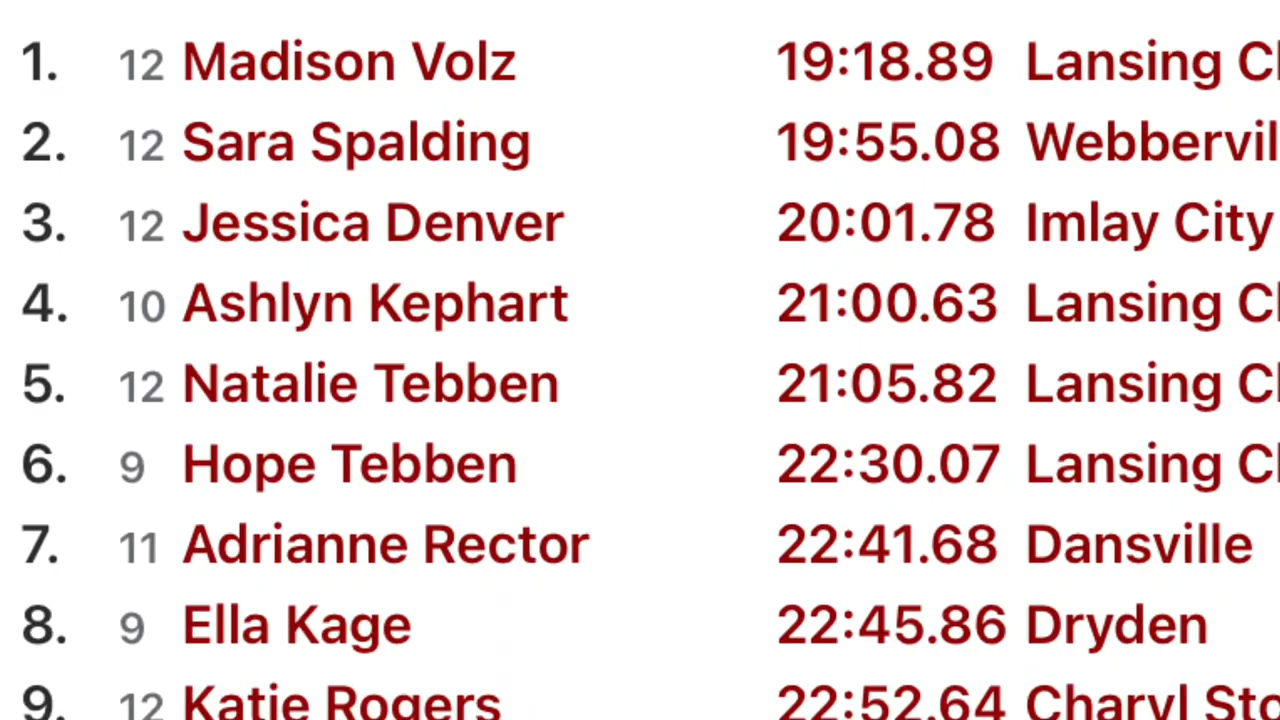 1. 12 Madison Volz 19:18.89 Lansing
2. 12 Sara Spalding 19:55.08
3. 12 Jessica Denver 20:01.78 Imlay City
4. 10 Ashlyn Kephart 21:00.63 Lansing
5. 12 Natalie Tebben 21:05.82 Lansing
6. 9 Hope Tebben 22:30.07 Lansing
7. 11 Adrianne Rector 22:41.68 Dansville
8. 9 Ella Kage 22:45.86 Dryden
9. 12 Katie Rogers 22:52.64 Charyl